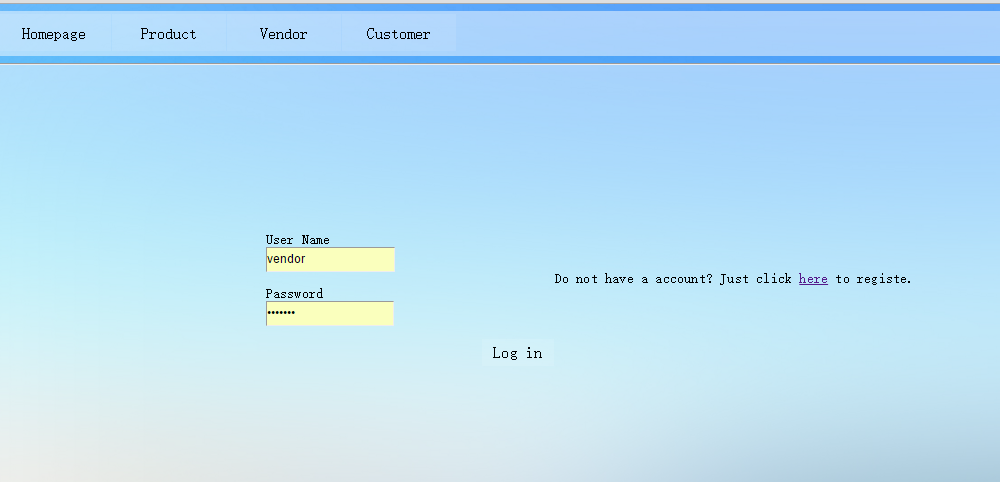 Homepage Product Vendor Customer
User Name
vendor
Do not have a account? Just click here to registe.
Password
•••••••
Log in